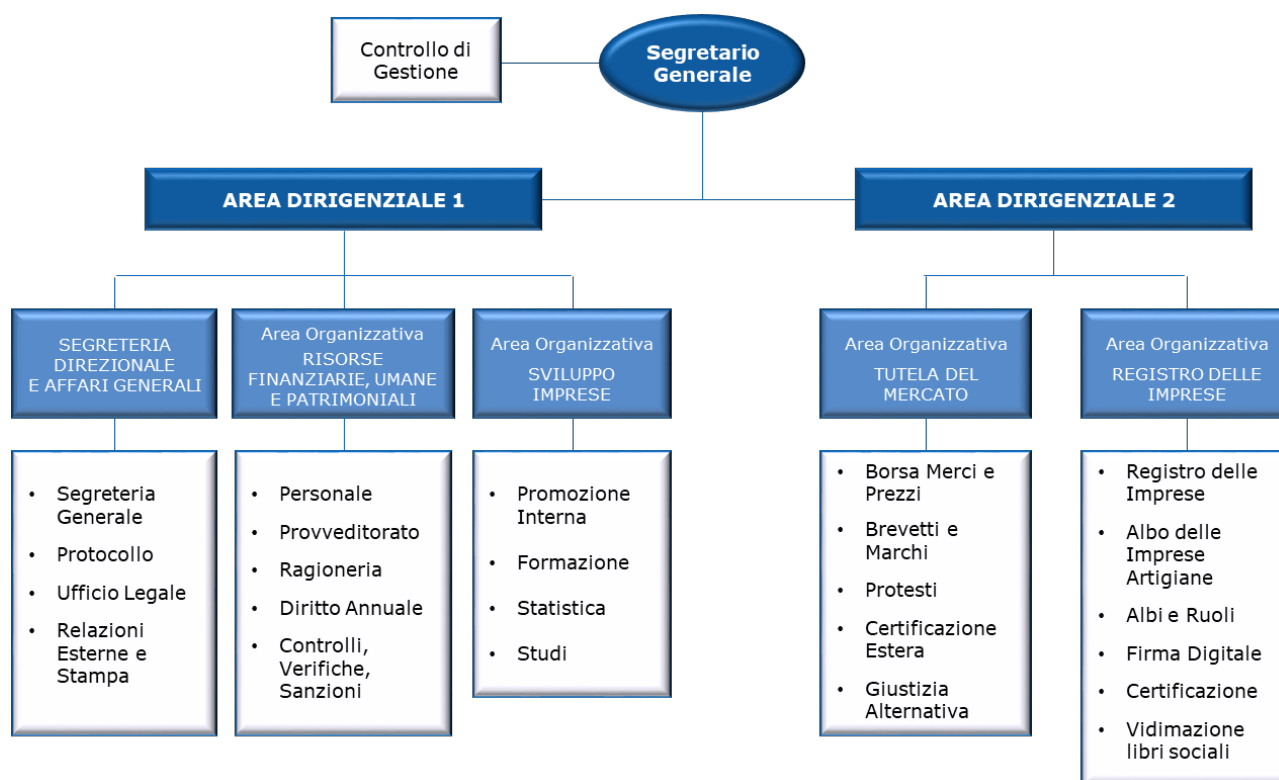 Controllo di
Gestione
Segretario
Generale
AREA DIRIGENZIALE 1
AREA DIRIGENZIALE 2
SEGRETERIA
DIREZIONALE
E AFFARI GENERALI
Area Organizzativa
RISORSE
FINANZIARIE, UMANE
E PATRIMONIALI
Area Organizzativa
SVILUPPO
IMPRESE
Area Organizzativa
TUTELA DEL
MERCATO
Area Organizzativa
REGISTRO DELLE
IMPRESE
• Segreteria
Generale
• Protocollo
• Ufficio Legale
• Relazioni
Esterne e
Stampa
• Personale
• Provveditorato
• Ragioneria
• Diritto Annuale
• Controlli,
Verifiche,
Sanzioni
• Promozione
Interna
• Formazione
• Statistica
• Studi
• Borsa Merci e
Prezzi
• Brevetti e
Marchi
• Protesti
• Certificazione
Estera
• Giustizia
Alternativa
• Registro delle
Imprese
• Albo delle
Imprese
Artigiane
• Albi e Ruoli
• Firma Digitale
• Certificazione
• Vidimazione
libri sociali